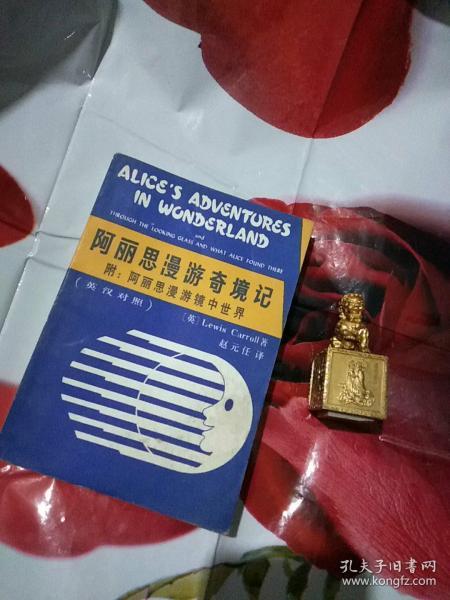 ALICE'S ADVENTURES
IN WONDERLAND
and
THROUGH THE LOOKING GLASS AND WHAT ALICE FOUND THERE
阿丽思漫游奇境记
附：阿丽思漫游镜中世界
（英汉对照）
［英］Lewis Carroll著
赵元任 译
孔夫子旧书网
www.kongfz.com